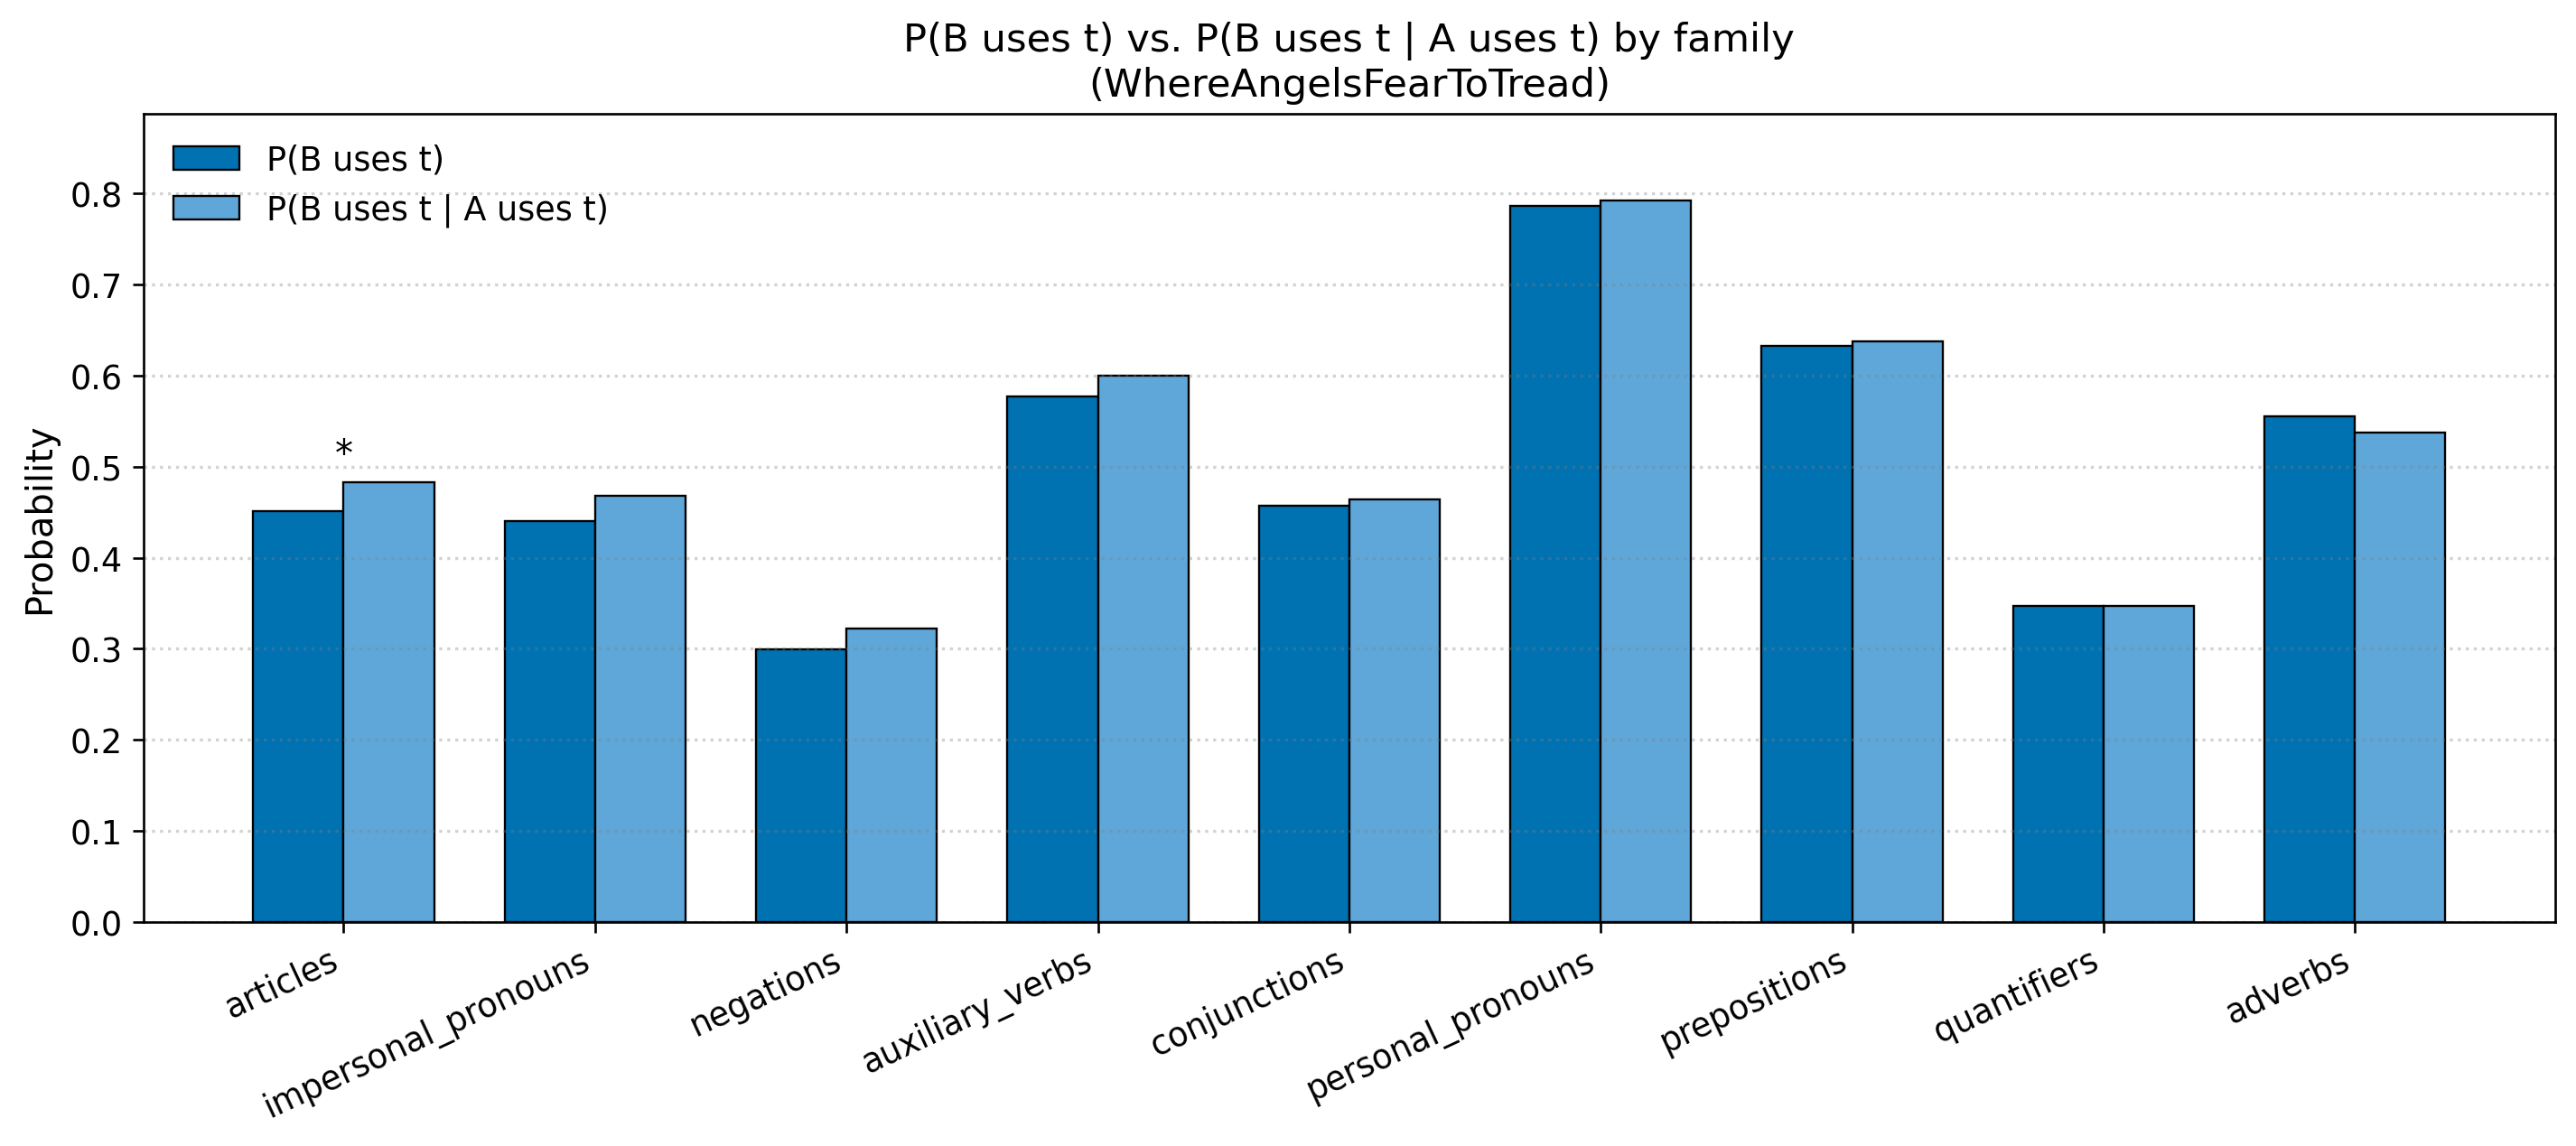 P(B uses t) vs. P(B uses t | A uses t) by family
(WhereAngelsFearToTread)
P(B uses t)
P(B uses t | A uses t)
Probability
0.8
0.7
0.6
0.5
0.4
0.3
0.2
0.1
0.0
*
articles
impersonal_pronouns
negations
auxiliary_verbs
conjunctions
personal_pronouns
prepositions
quantifiers
adverbs